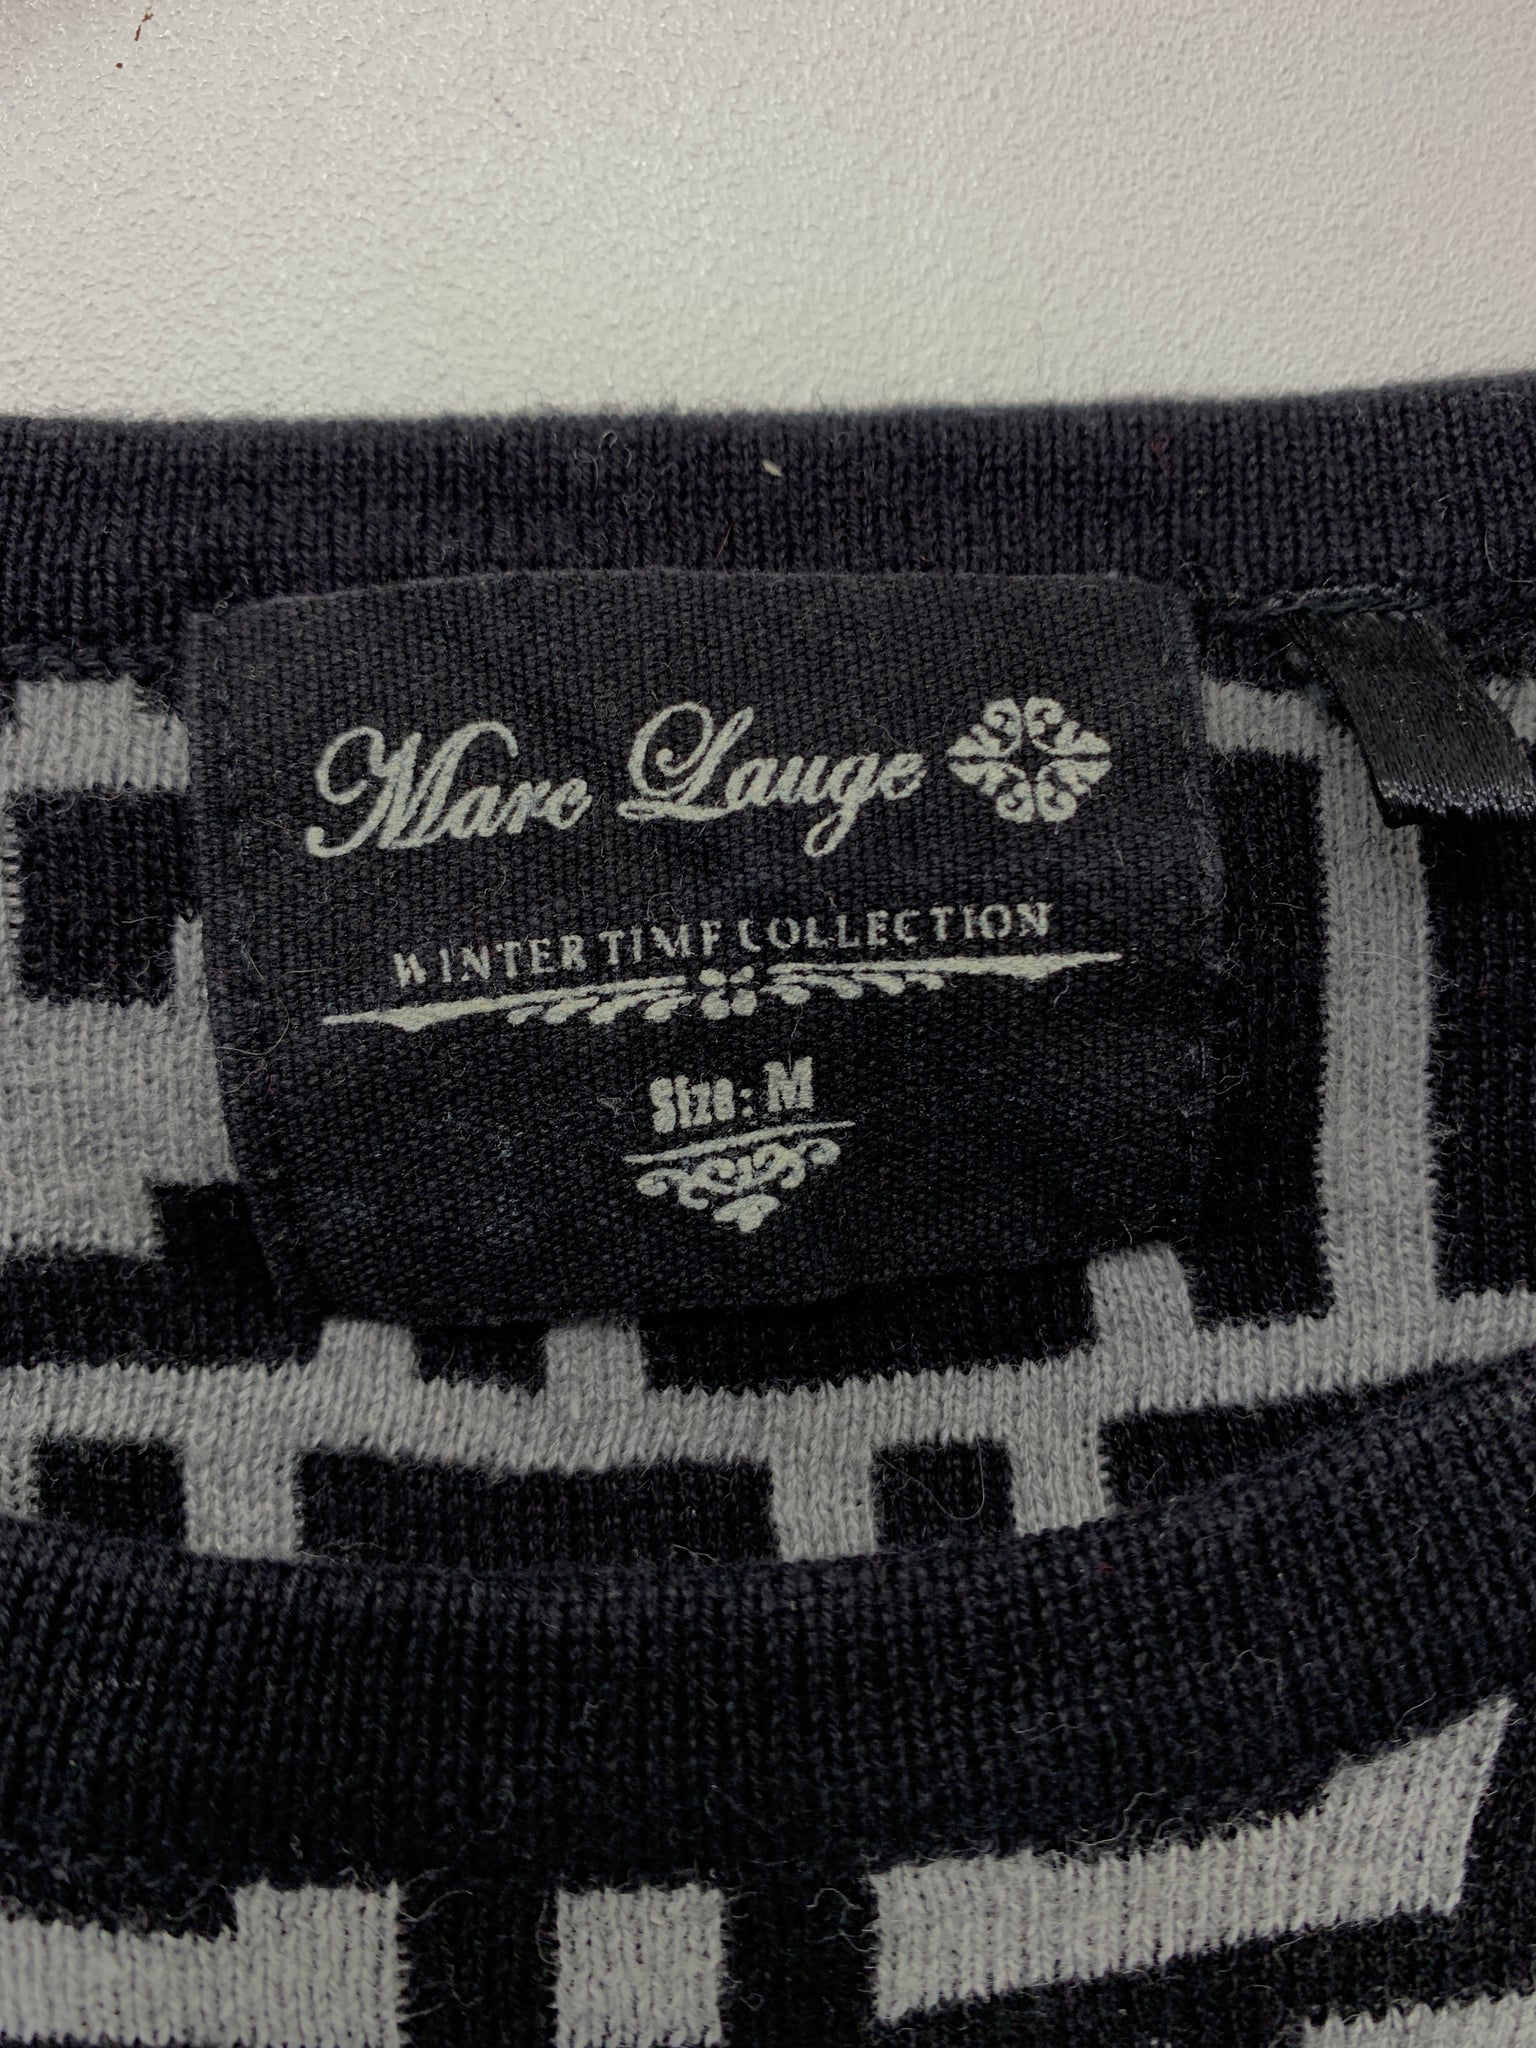 Marc Lauge
WINTER TIME COLLECTION
Size: M